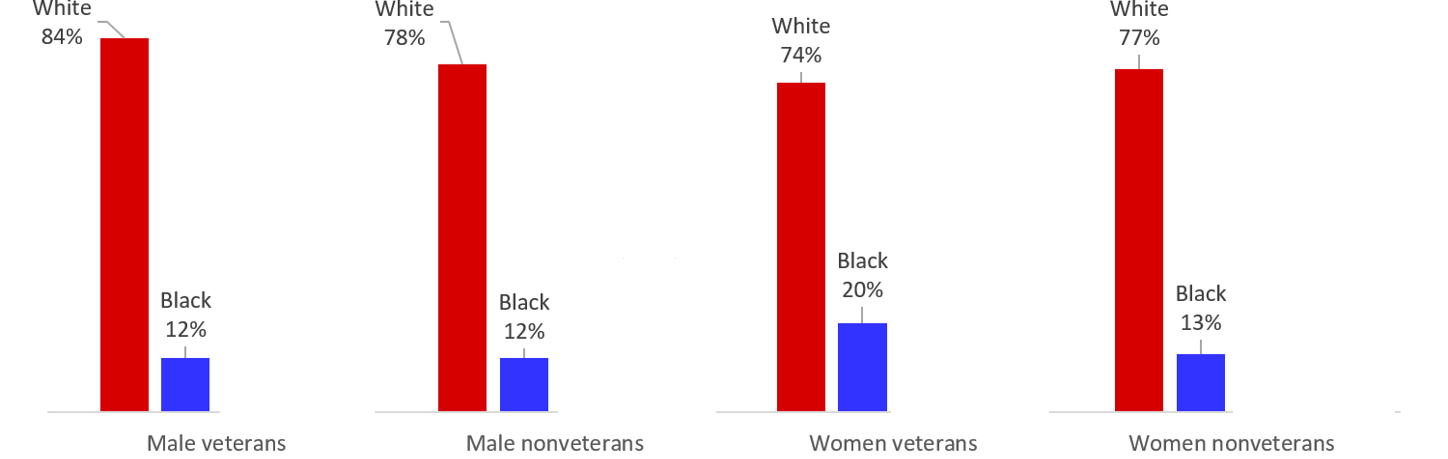 White
84%
Black
12%
Male veterans
White
78%
Black
12%
Male nonveterans
White
74%
Black
20%
Women veterans
White
77%
Black
13%
Women nonveterans